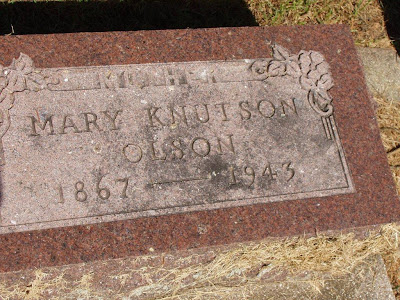 MOTHER
MARY KNUTSON
OLSON
1867 — 1943